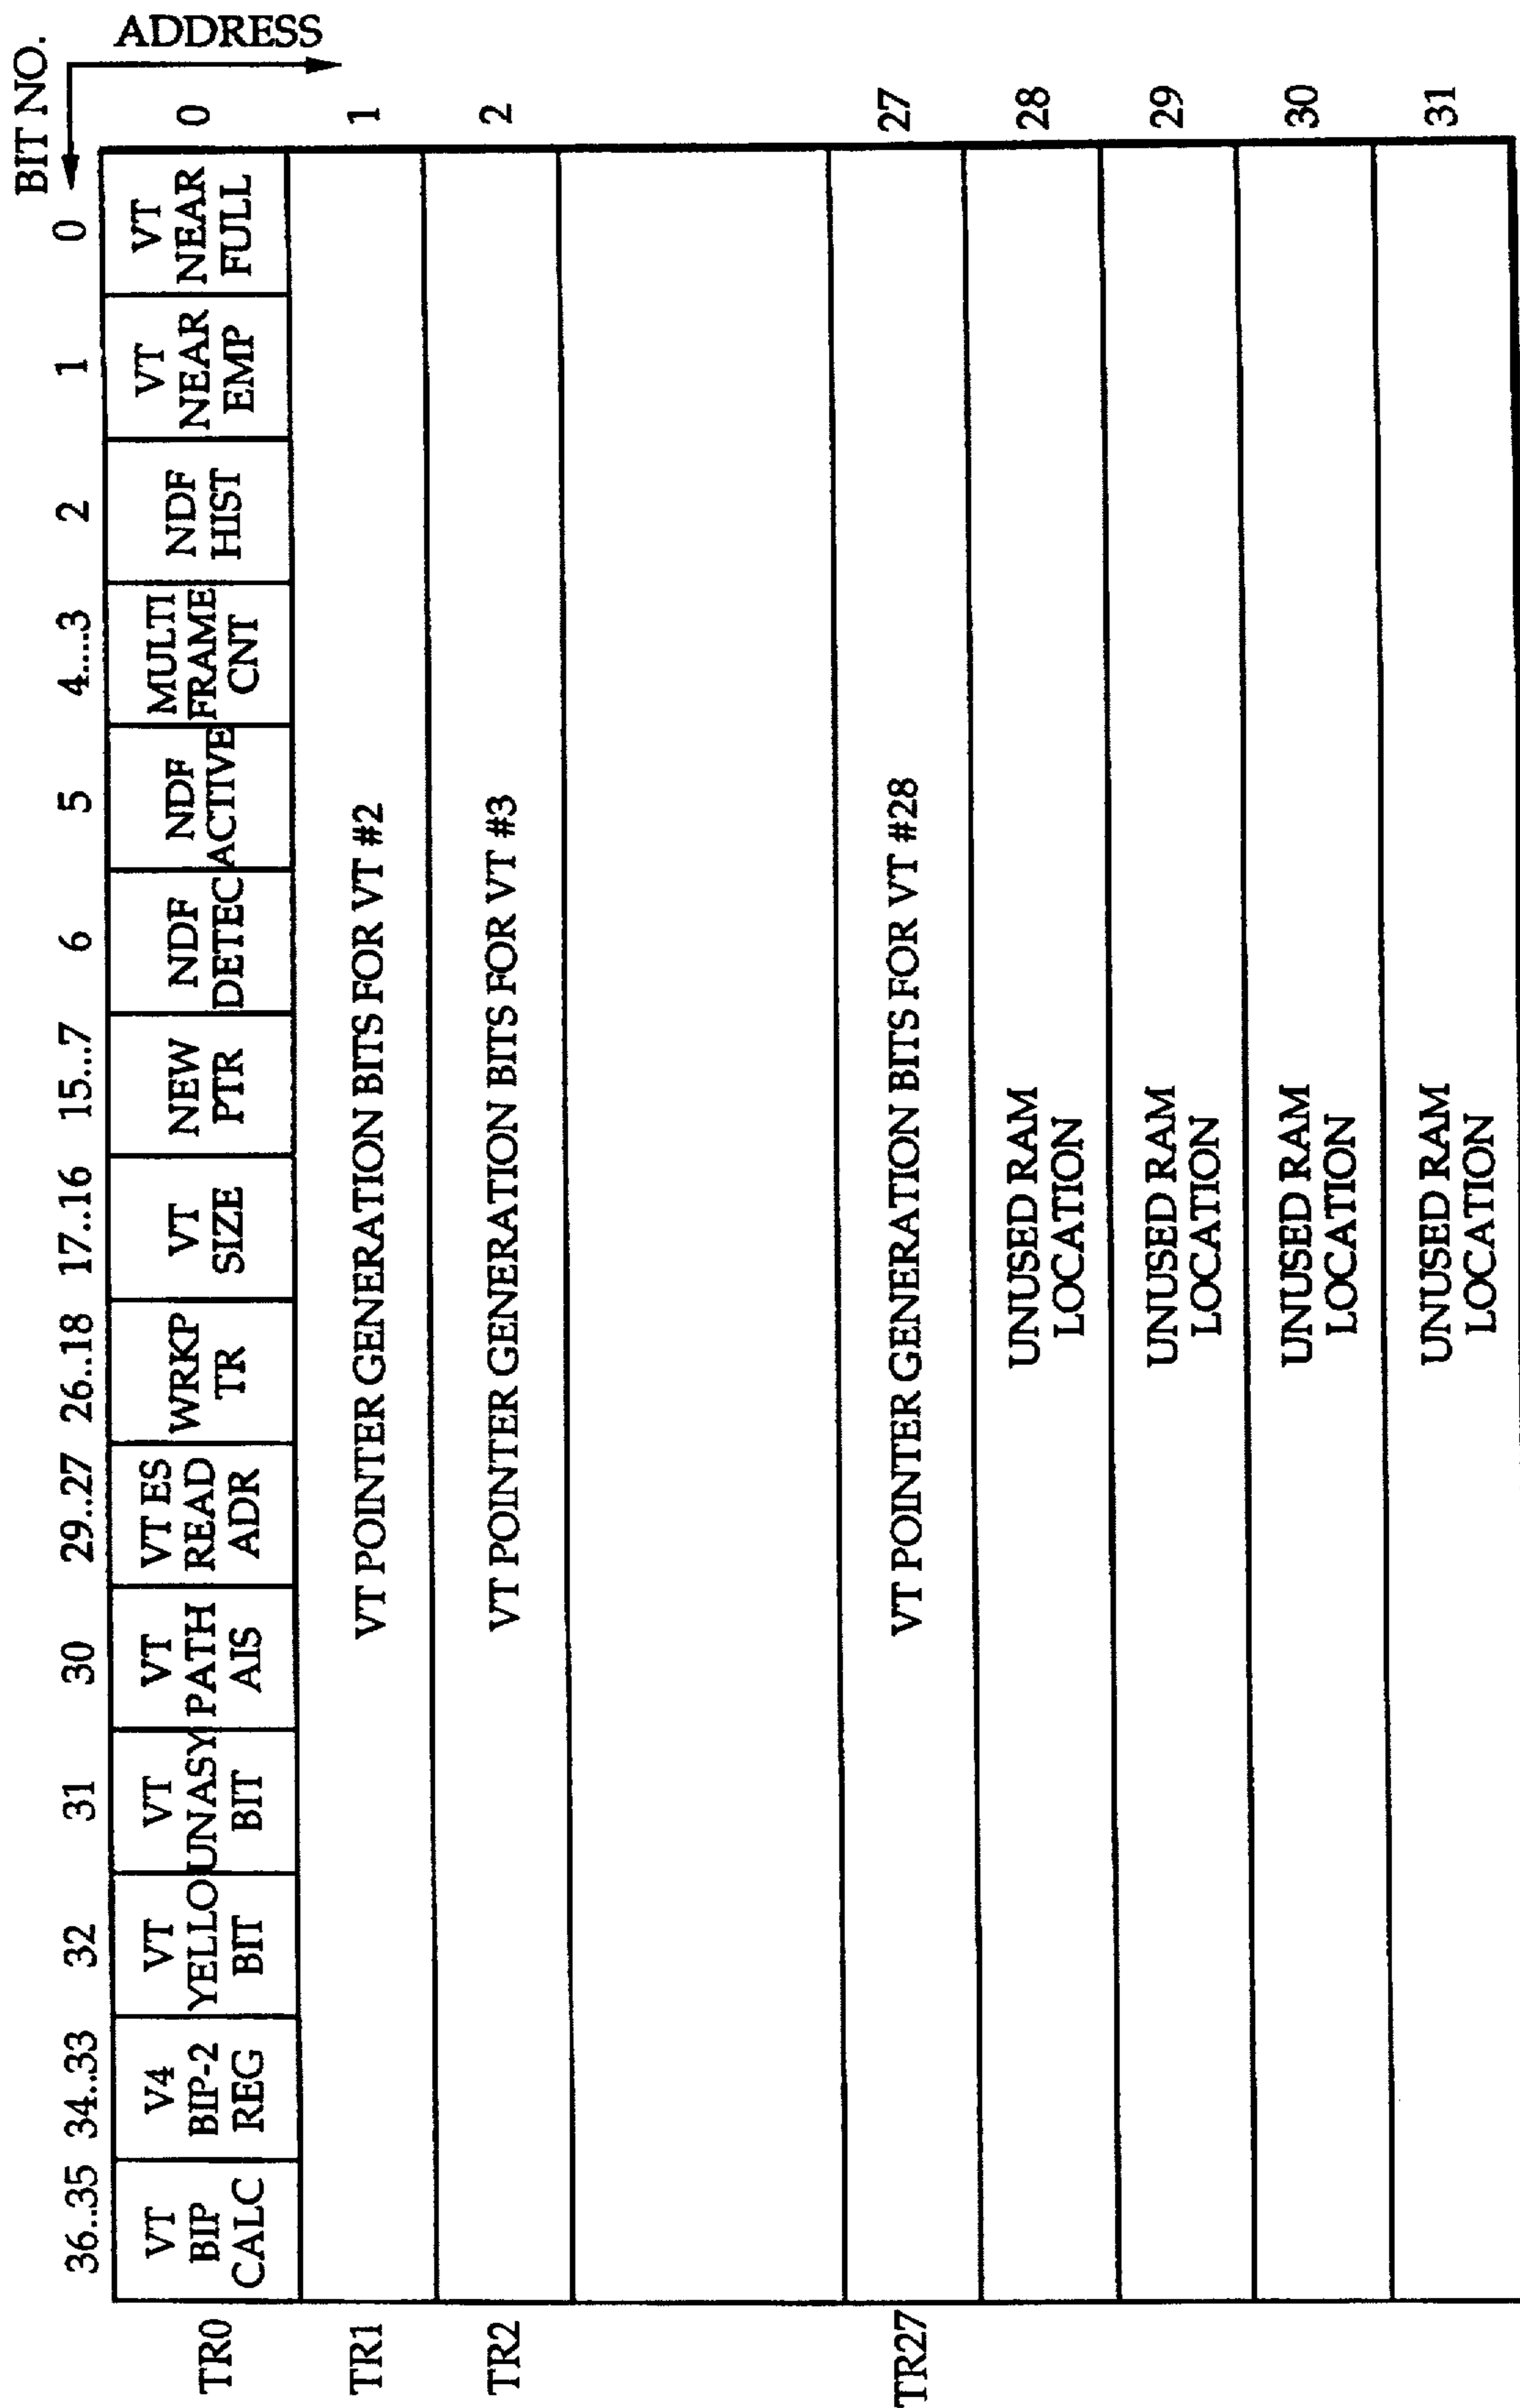 BIT NO.
ADDRESS
36..35 34..33 32 31 30 29..27 26..18 17..16 15...7 6 5 4....3 2 1 0
TR0
VT
BIP
CALC
V4
BIP-2
REG
VT
YELLO
BIT
VT
UNASY
BIT
VT
PATH
AIS
VT ES
READ
ADR
WRKP
TR
VT
SIZE
NEW
PTR
NDF
DETEC
NDF
ACTIVE
MULTI
FRAME
CNT
NDF
HIST
VT
NEAR
EMP
VT
NEAR
FULL
0
TR1 VT POINTER GENERATION BITS FOR VT #2 1
TR2 VT POINTER GENERATION BITS FOR VT #3 2
TR27 VT POINTER GENERATION BITS FOR VT #28 27
UNUSED RAM
LOCATION
28
UNUSED RAM
LOCATION
29
UNUSED RAM
LOCATION
30
UNUSED RAM
LOCATION
31